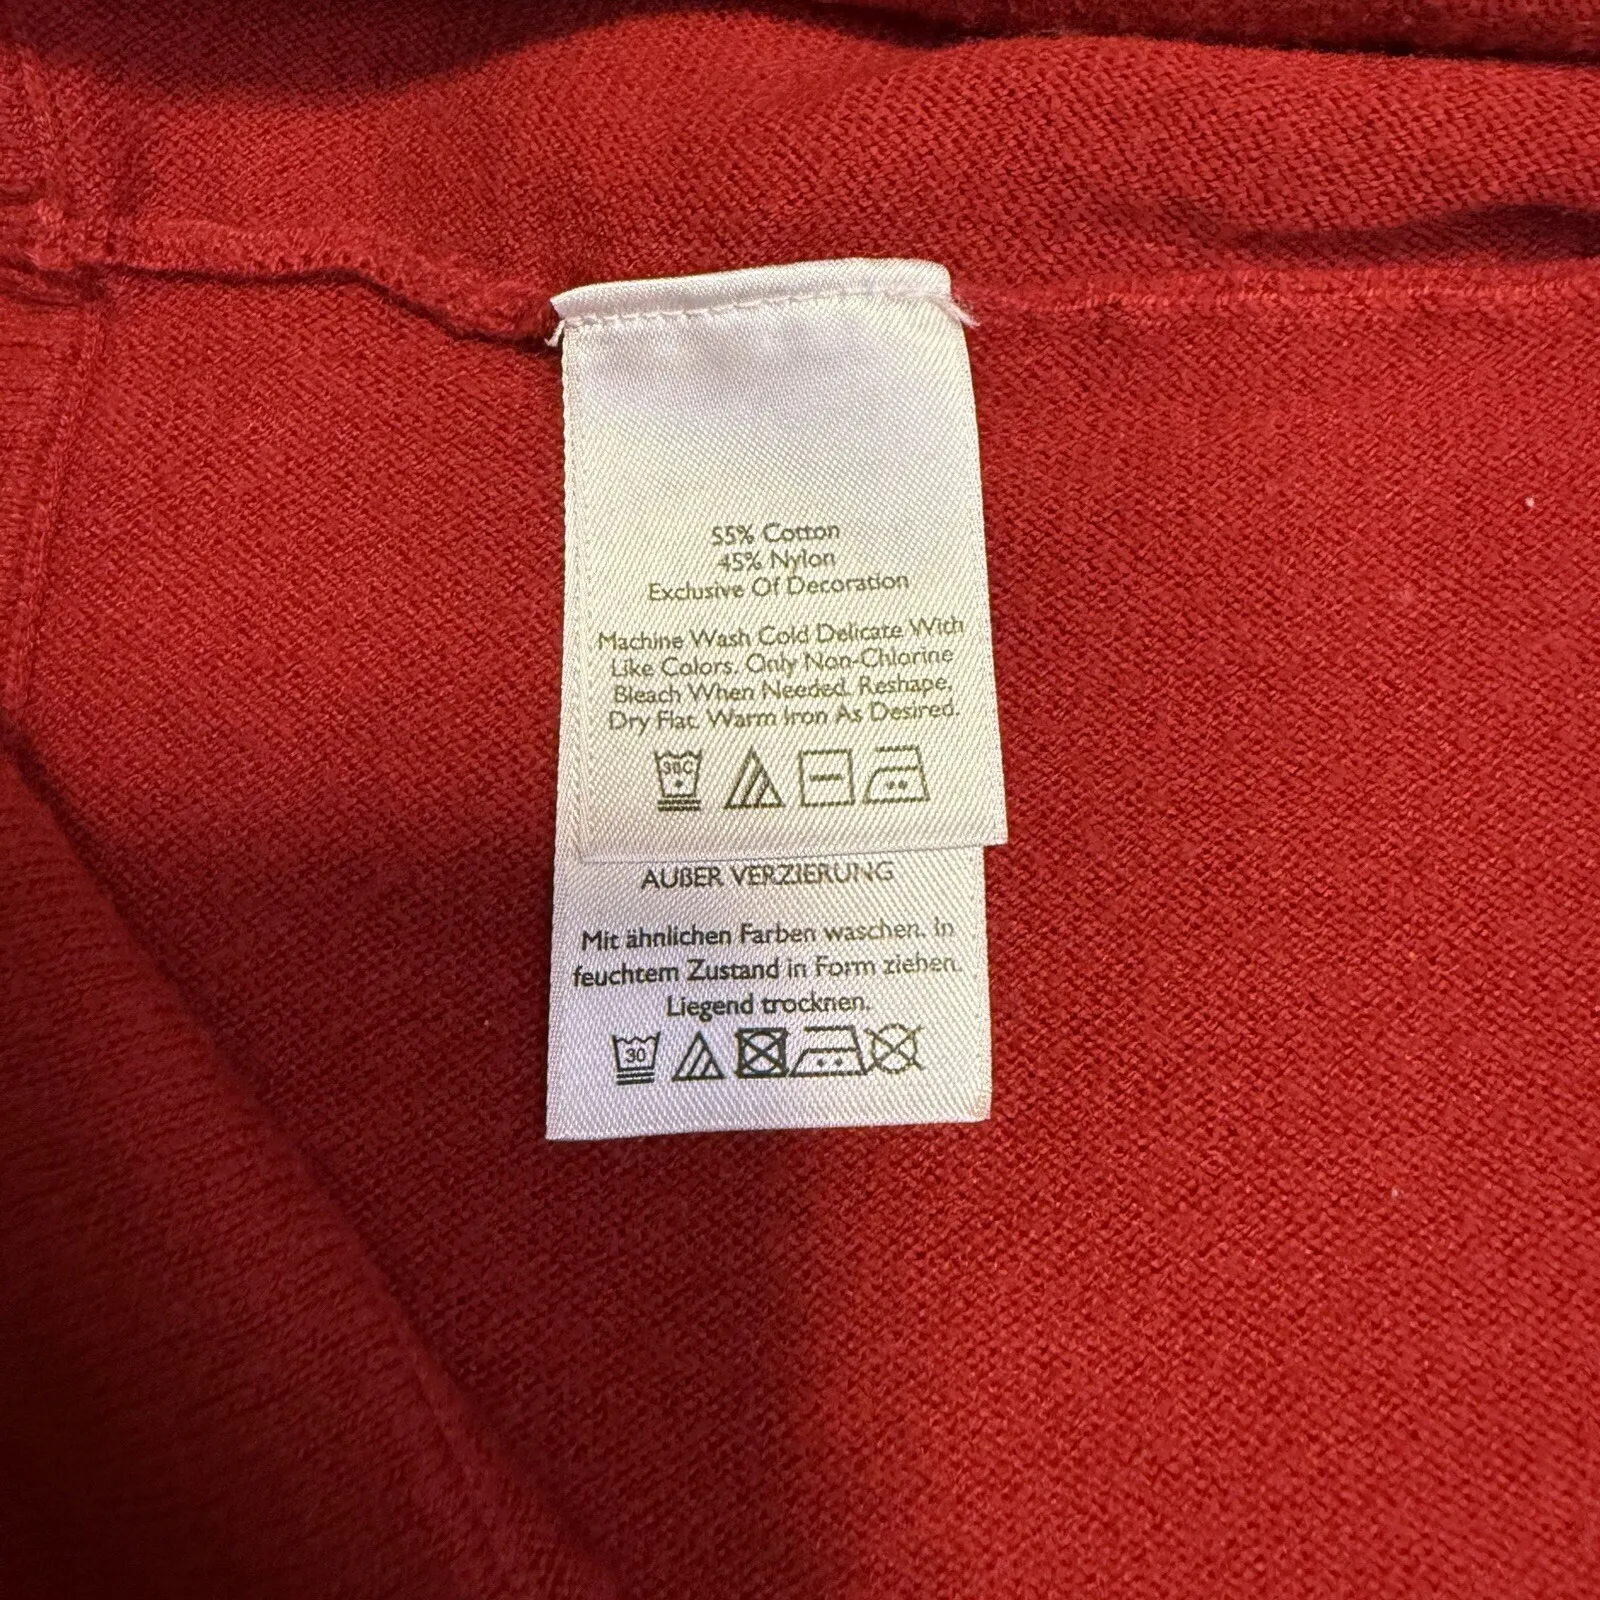 55% Cotton
45% Nylon
Exclusive Of Decoration
Machine Wash Cold Delicate With
Like Colors. Only Non-Chlorine
Bleach When Needed. Reshape,
Dry Flat. Warm Iron As Desired.
30C
AUßER VERZIERUNG
Mit ähnlichen Farben waschen. In
feuchtem Zustand in Form ziehen.
Liegend trocknen.
30